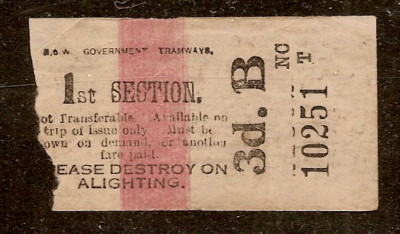 N.S.W. GOVERNMENT TRAMWAYS.
1st SECTION.
ot Transferable. Available on
trip of issue only. Must be
own on demand, or another
fare paid.
EASE DESTROY ON
ALIGHTING.
3d. B
NC
T
10251